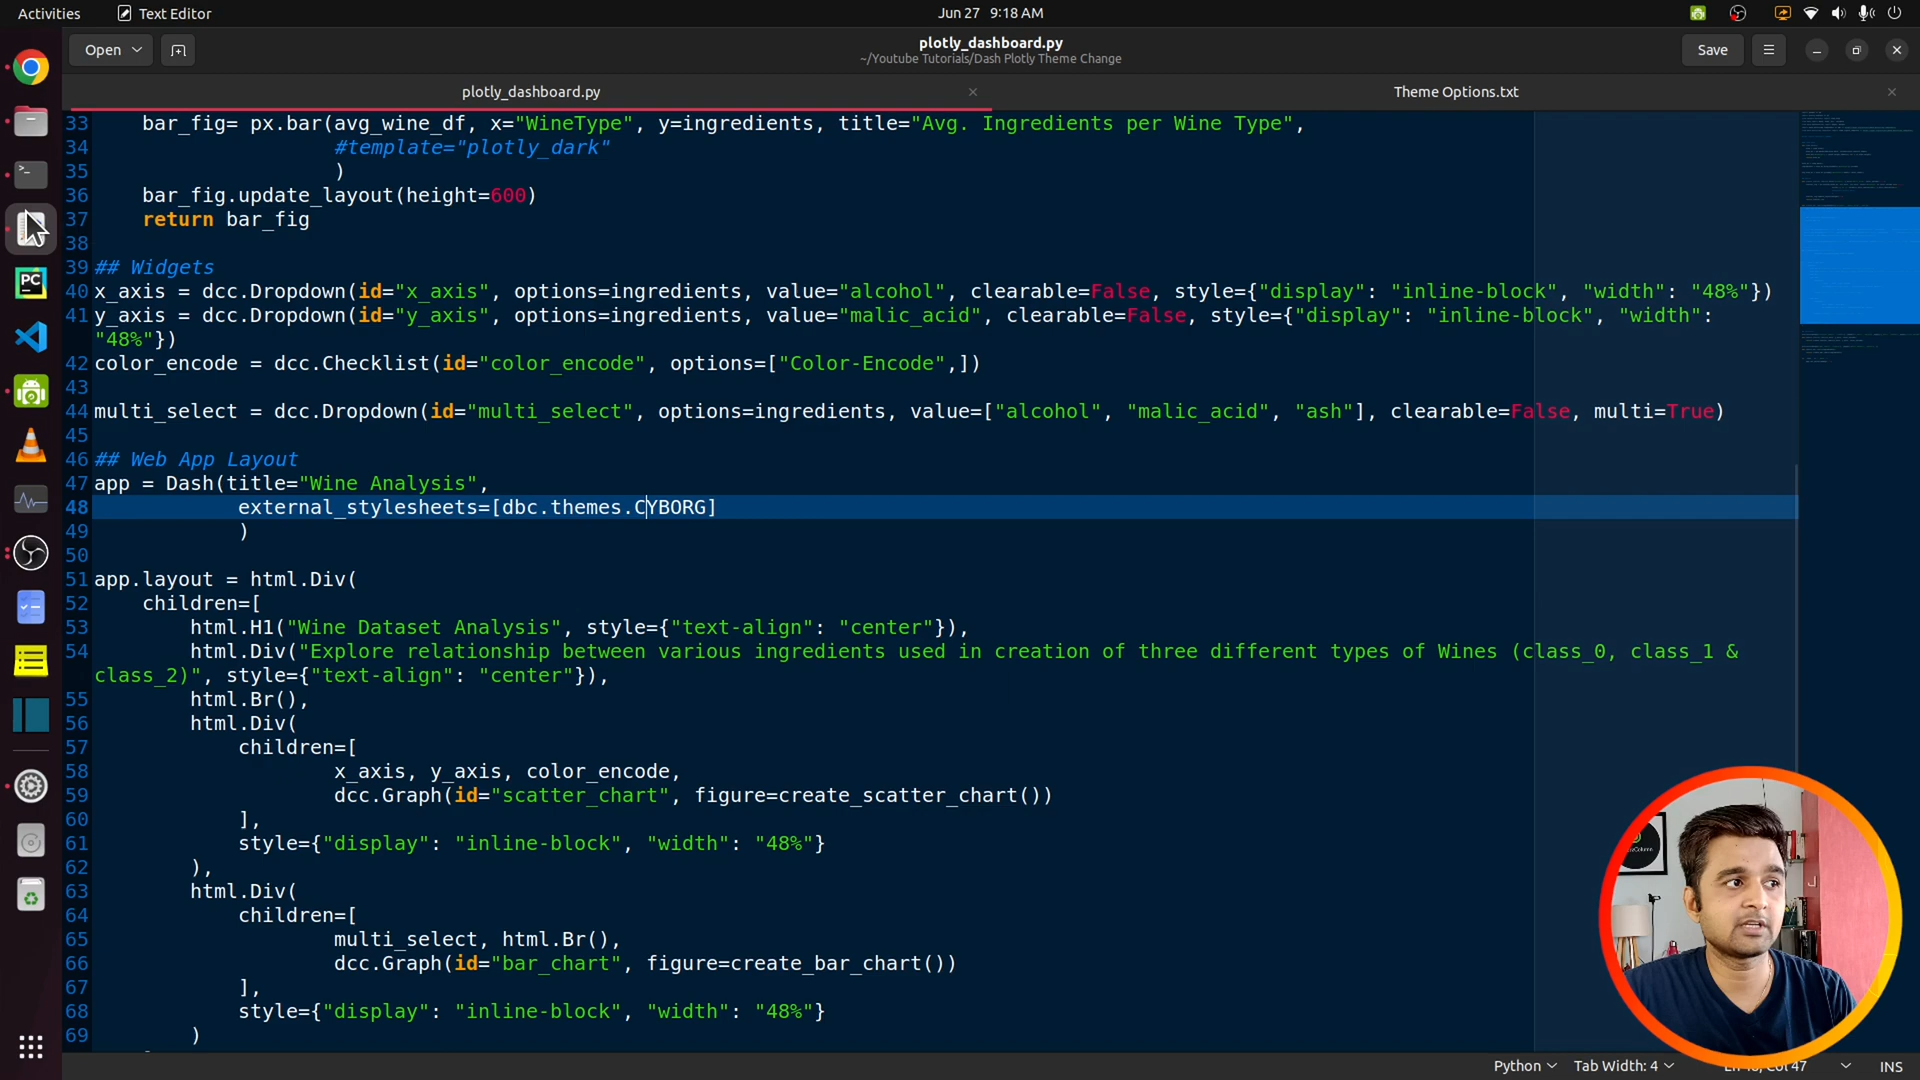 Activities Text Editor Jun 27 9:18 AM
Open plotly_dashboard.py Save
~/Youtube Tutorials/Dash Plotly Theme Change
plotly_dashboard.py Theme Options.txt
33 bar_fig= px.bar(avg_wine_df, x="WineType", y=ingredients, title="Avg. Ingredients per Wine Type",
34 #template="plotly_dark"
35 )
36 bar_fig.update_layout(height=600)
37 return bar_fig
38
39 ## Widgets
40 x_axis = dcc.Dropdown(id="x_axis", options=ingredients, value="alcohol", clearable=False, style={"display": "inline-block", "width": "48%"})
41 y_axis = dcc.Dropdown(id="y_axis", options=ingredients, value="malic_acid", clearable=False, style={"display": "inline-block", "width":
"48%"})
42 color_encode = dcc.Checklist(id="color_encode", options=["Color-Encode",])
43
44 multi_select = dcc.Dropdown(id="multi_select", options=ingredients, value=["alcohol", "malic_acid", "ash"], clearable=False, multi=True)
45
46 ## Web App Layout
47 app = Dash(title="Wine Analysis",
48 external_stylesheets=[dbc.themes.CYBORG]
49 )
50
51 app.layout = html.Div(
52 children=[
53 html.H1("Wine Dataset Analysis", style={"text-align": "center"}),
54 html.Div("Explore relationship between various ingredients used in creation of three different types of Wines (class_0, class_1 &
class_2)", style={"text-align": "center"}),
55 html.Br(),
56 html.Div(
57 children=[
58 x_axis, y_axis, color_encode,
59 dcc.Graph(id="scatter_chart", figure=create_scatter_chart())
60 ],
61 style={"display": "inline-block", "width": "48%"}
62 ),
63 html.Div(
64 children=[
65 multi_select, html.Br(),
66 dcc.Graph(id="bar_chart", figure=create_bar_chart())
67 ],
68 style={"display": "inline-block", "width": "48%"}
69 )
Python Tab Width: 4 Col 47 INS